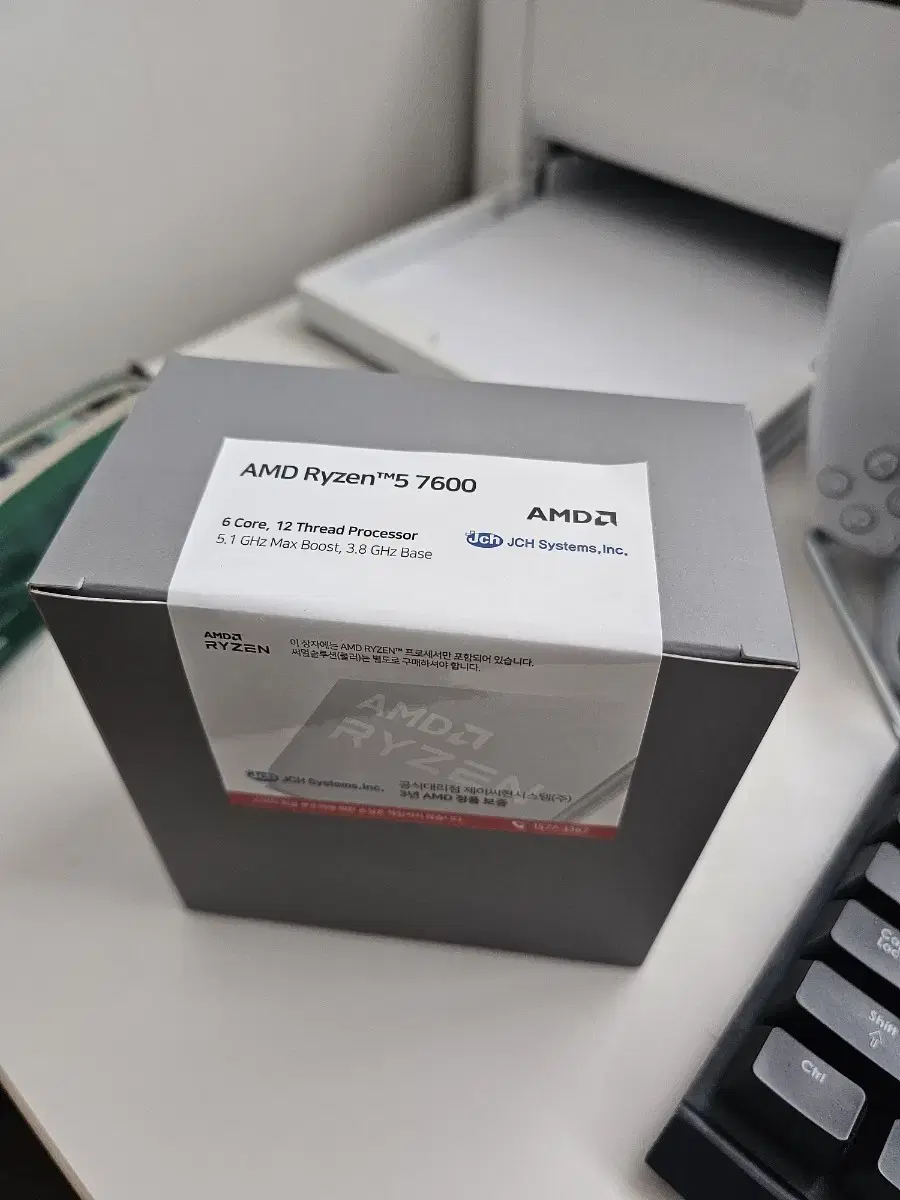 AMD Ryzen™5 7600
6 Core, 12 Thread Processor
5.1 GHz Max Boost, 3.8 GHz Base
AMD
Jch JCH Systems,Inc.
AMD
RYZEN
이 상자에는 AMD RYZEN™ 프로세서만 포함되어 있습니다.
써멀솔루션(쿨러)는 별도로 구매하셔야 합니다.
AMD
RYZEN
Jch JCH Systems.Inc.
공식대리점 제이씨현시스템(주)
3년 AMD 정품 보증
Shift
Ctrl